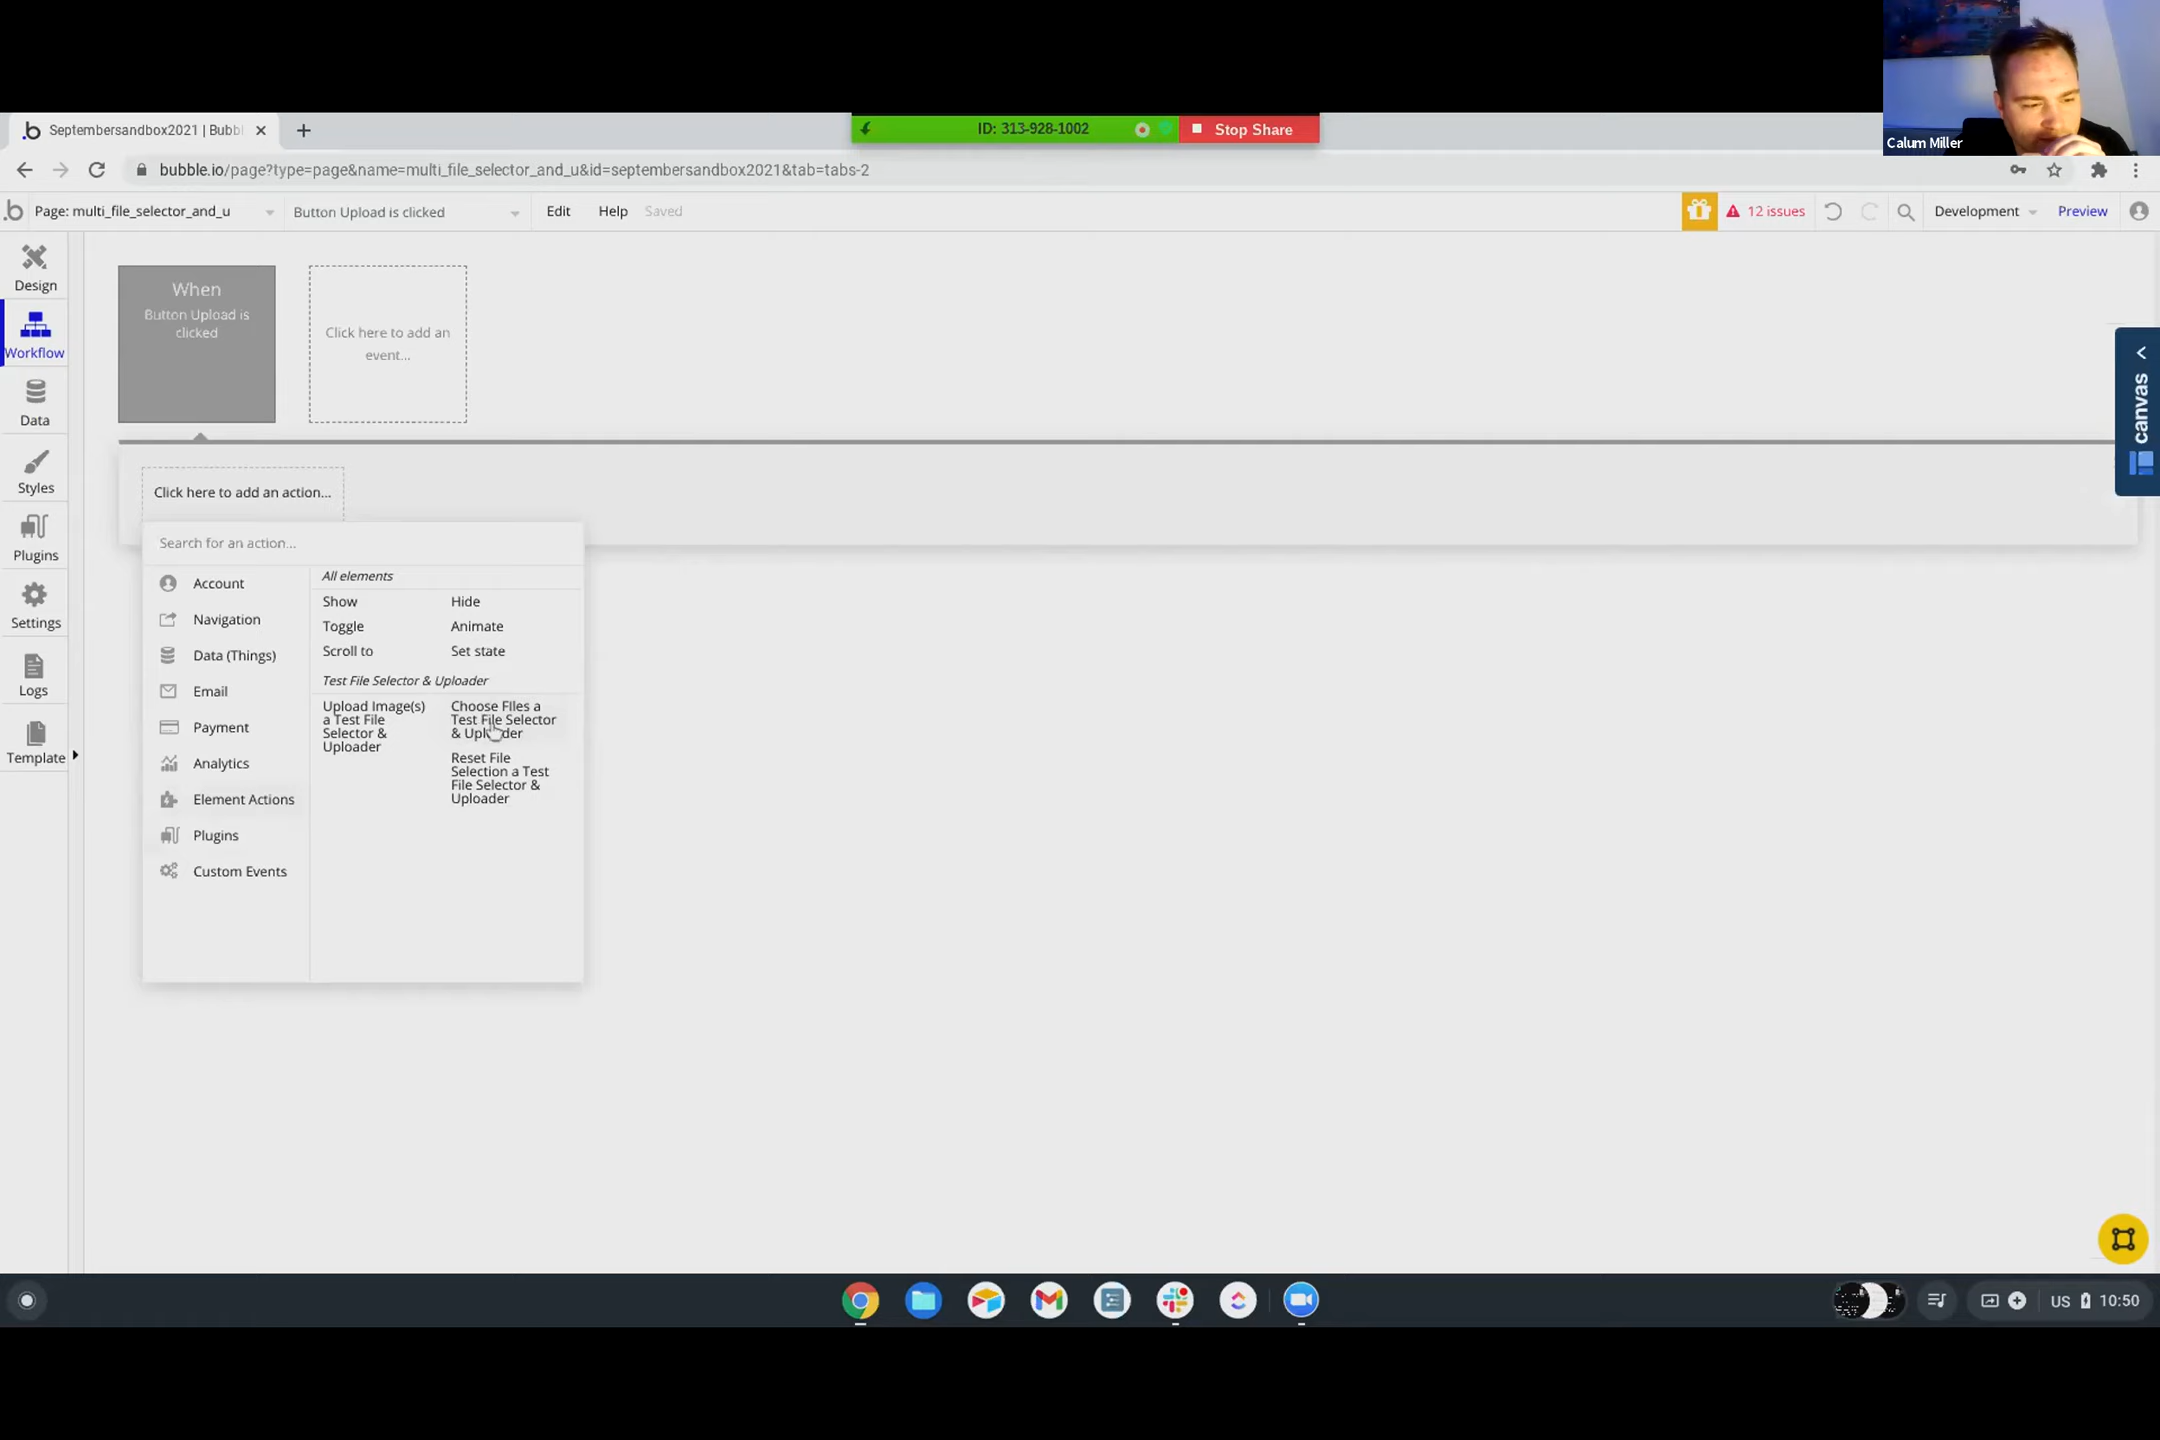 Calum Miller
Septembersandbox2021 | Bubbl
ID: 313-928-1002
Stop Share
bubble.io/page?type=page&name=multi_file_selector_and_u&id=septembersandbox2021&tab=tabs-2
Page: multi_file_selector_and_u
Button Upload is clicked
Edit
Help
Saved
12 issues
Development
Preview
Design
Workflow
Data
Styles
Plugins
Settings
Logs
Template
When
Button Upload is
clicked
Click here to add an
event...
canvas
Click here to add an action...
Search for an action...
Account
Navigation
Data (Things)
Email
Payment
Analytics
Element Actions
Plugins
Custom Events
All elements
Show
Hide
Toggle
Animate
Scroll to
Set state
Test File Selector & Uploader
Upload Image(s)
a Test File
Selector &
Uploader
Choose Files a
Test File Selector
& Uploader
Reset File
Selection a Test
File Selector &
Uploader
US
10:50